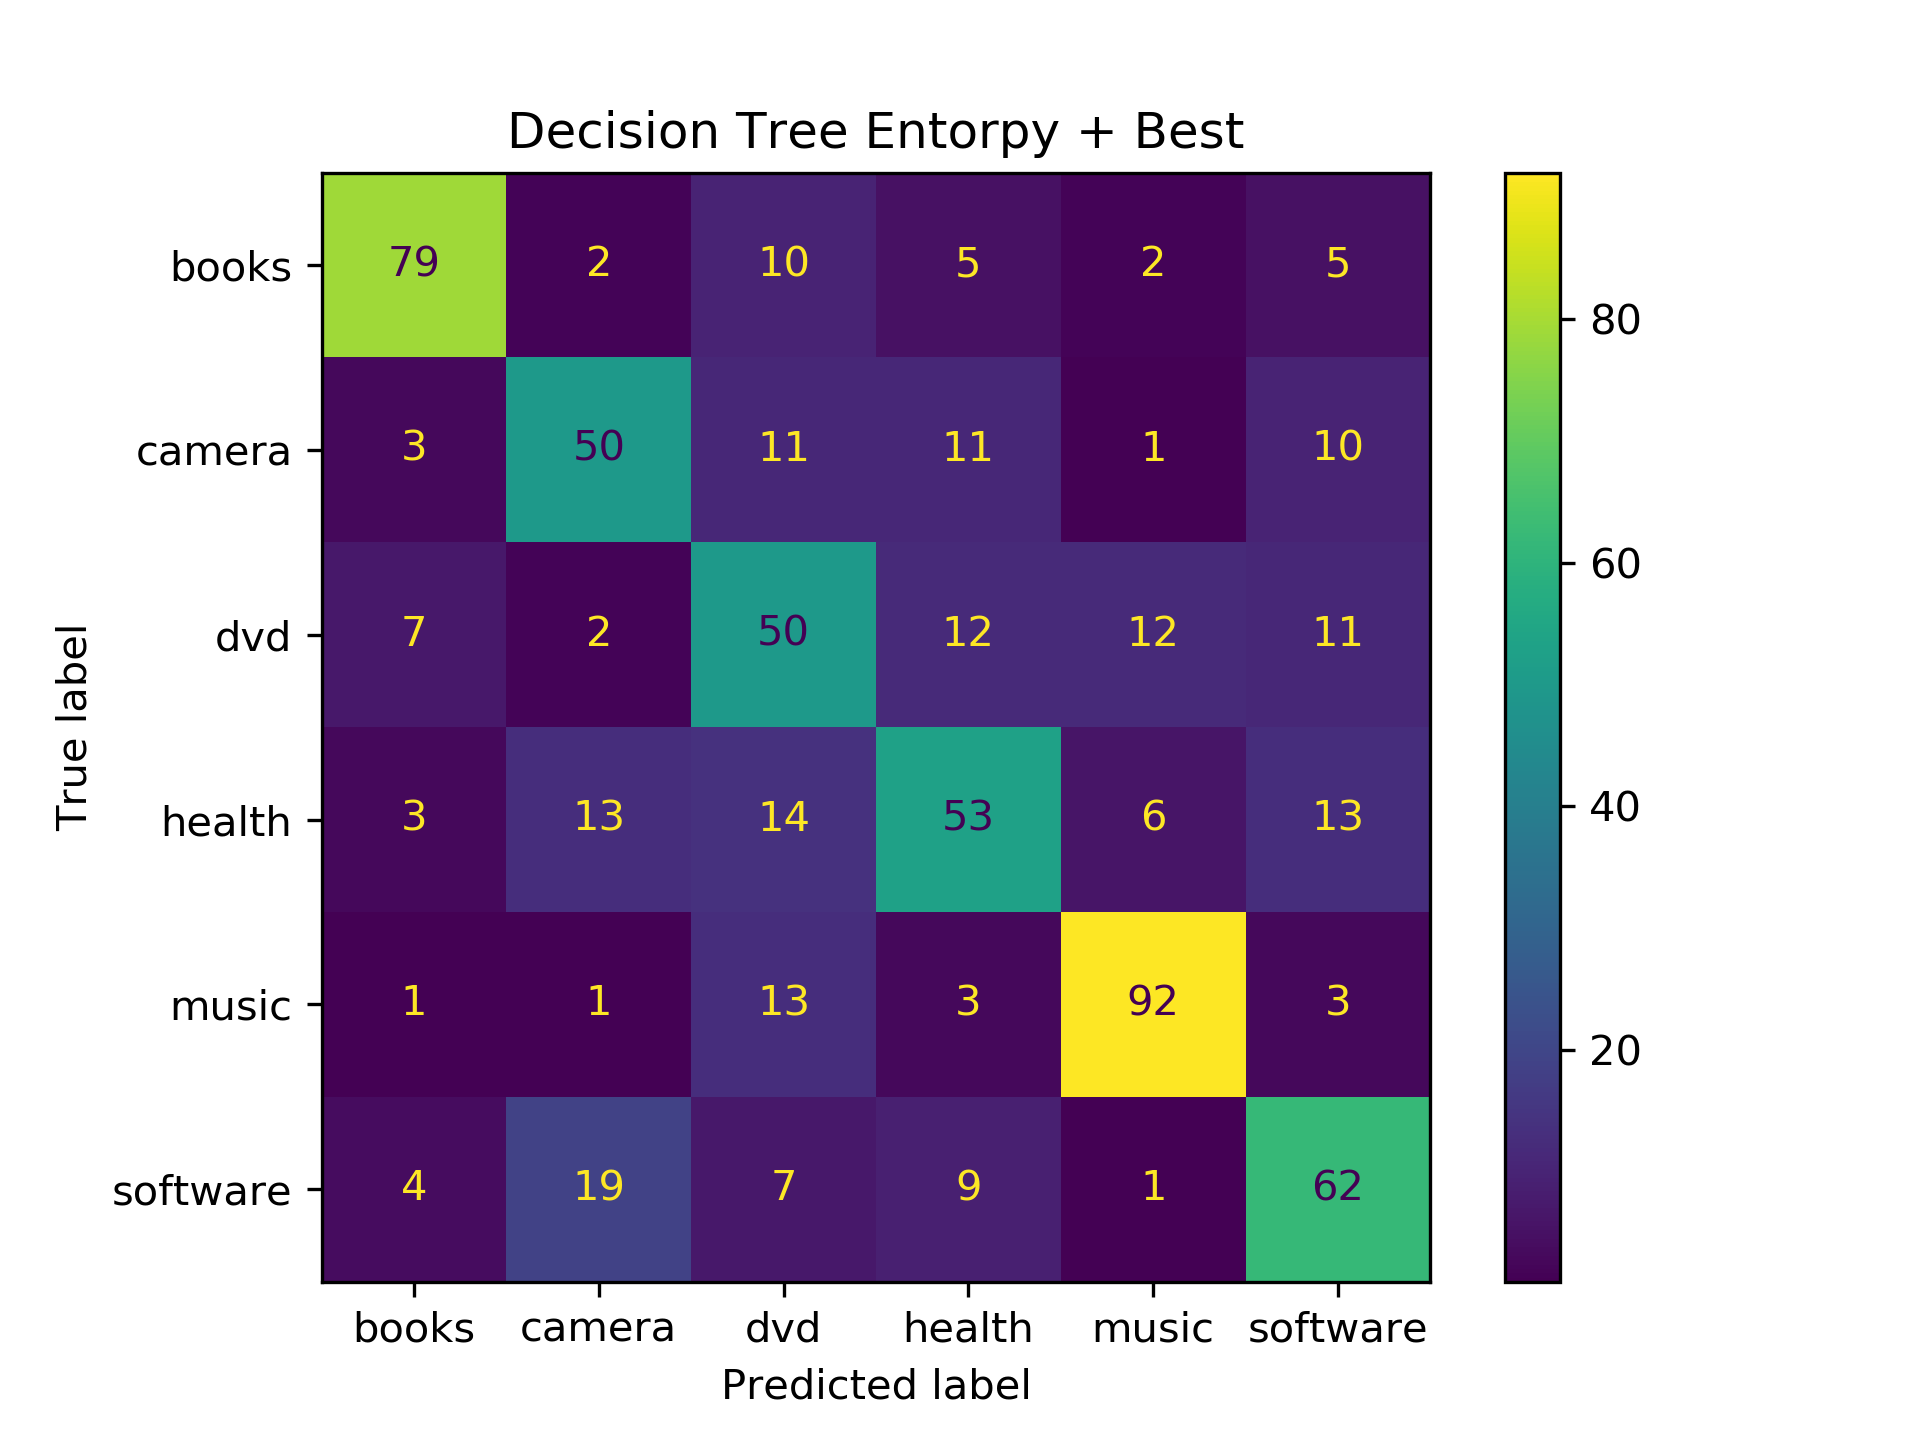 Decision Tree Entorpy + Best
books 79 2 10 5 2 5
camera 3 50 11 11 1 10
dvd 7 2 50 12 12 11
health 3 13 14 53 6 13
music 1 1 13 3 92 3
software 4 19 7 9 1 62
books camera dvd health music software
Predicted label
True label
80
60
40
20